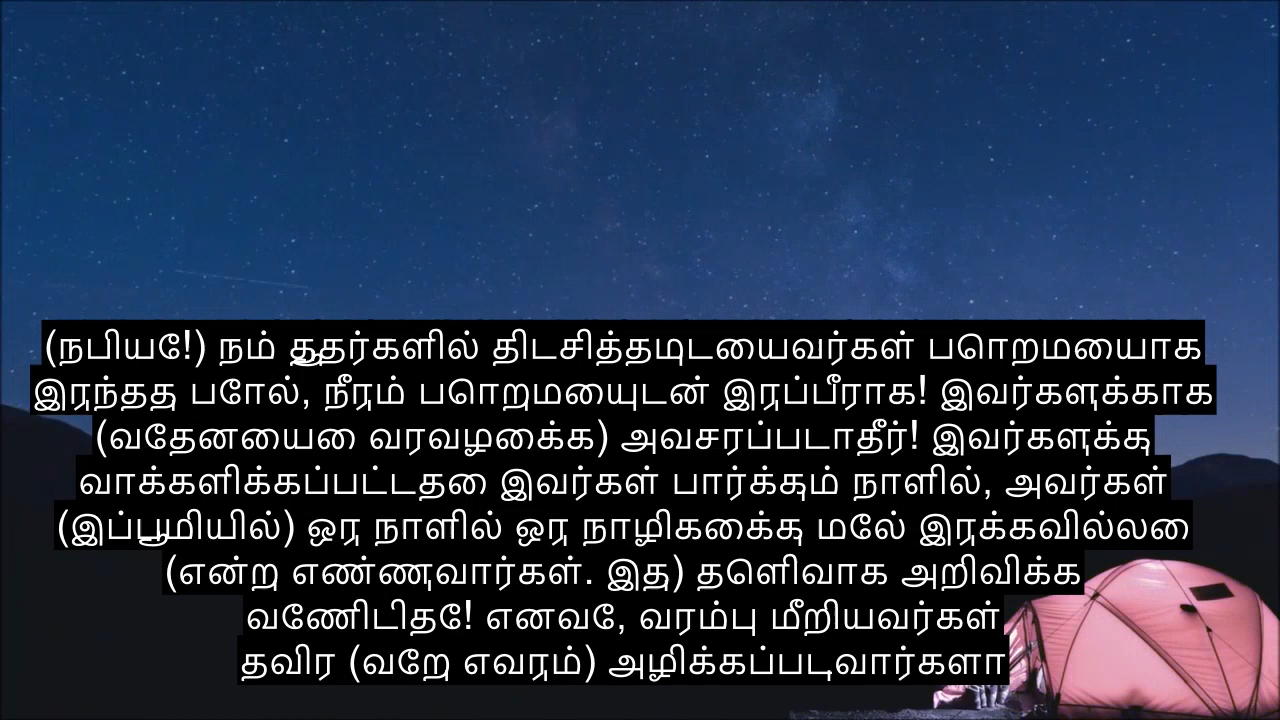 (நபியே!) நம் தூதர்களில் திடசித்தமுடையைவர்கள் பொறுமையைாக
இருந்தது போல், நீரும் பொறுமையுைடன் இருப்பீராக! இவர்களுக்காக
(வேதனையைை வரவழைக்க) அவசரப்படாதீர்! இவர்களுக்கு
வாக்களிக்கப்பட்டதை இவர்கள் பார்க்கும் நாளில், அவர்கள்
(இப்பூமியில்) ஒரு நாளில் ஒரு நாழிகைக்கு மேல் இருக்கவில்லை
(என்று எண்ணுவார்கள். இது) தெளிவாக அறிவிக்க
வேண்டிதே! எனவே, வரம்பு மீறியவர்கள்
தவிர (வேறு எவரும்) அழிக்கப்படுவார்களா